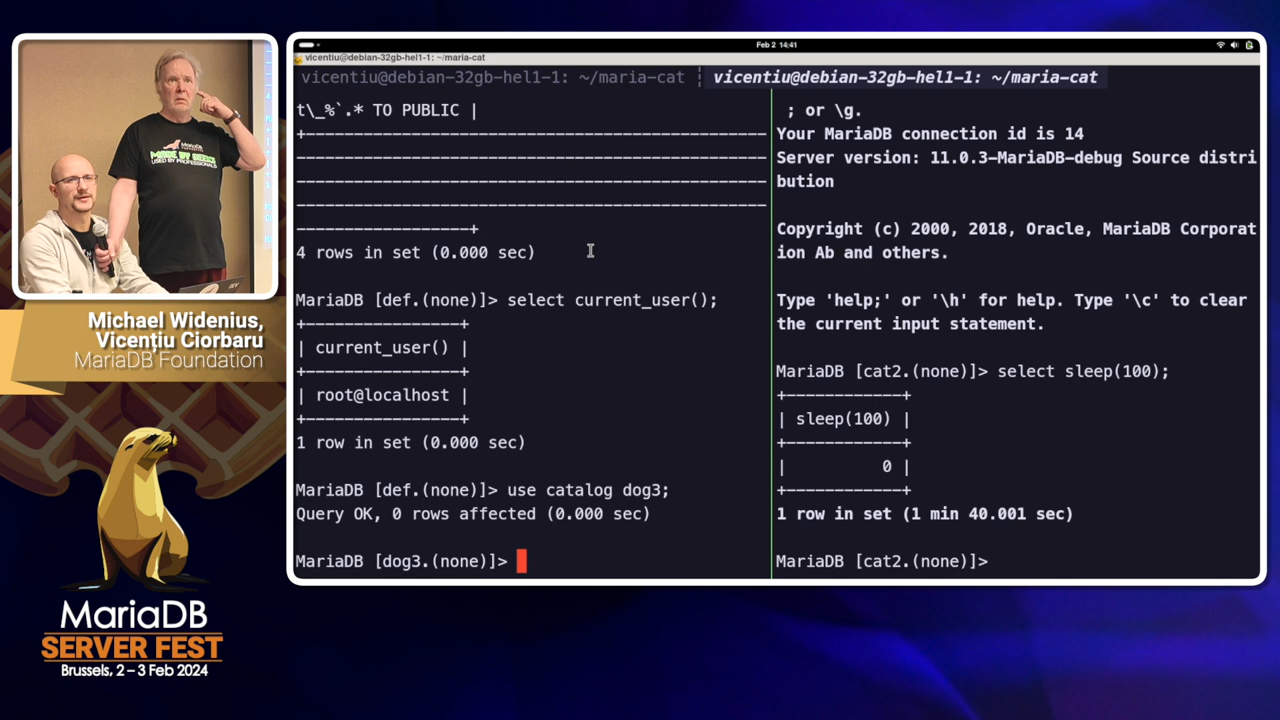 Feb 2 14:41
vicentiu@debian-32gb-hel1-1: ~/maria-cat
vicentiu@debian-32gb-hel1-1: ~/maria-cat
vicentiu@debian-32gb-hel1-1: ~/maria-cat
t\_%`.* TO PUBLIC |
+-----------------------------------------------
------------------------------------------------
------------------------------------------------
------------------------------------------------
-----------------+
4 rows in set (0.000 sec)
MariaDB [def.(none)]> select current_user();
+----------------+
| current_user() |
+----------------+
| root@localhost |
+----------------+
1 row in set (0.000 sec)
MariaDB [def.(none)]> use catalog dog3;
Query OK, 0 rows affected (0.000 sec)
MariaDB [dog3.(none)]>
; or \g.
Your MariaDB connection id is 14
Server version: 11.0.3-MariaDB-debug Source distri
bution
Copyright (c) 2000, 2018, Oracle, MariaDB Corporat
ion Ab and others.
Type 'help;' or '\h' for help. Type '\c' to clear
the current input statement.
MariaDB [cat2.(none)]> select sleep(100);
+------------+
| sleep(100) |
+------------+
|          0 |
+------------+
1 row in set (1 min 40.001 sec)
MariaDB [cat2.(none)]>
MariaDB
MADE BY GEEKS
USED BY PROFESSIONALS
Michael Widenius,
Vicențiu Ciorbaru
MariaDB Foundation
MariaDB
SERVER FEST
Brussels, 2 – 3 Feb 2024